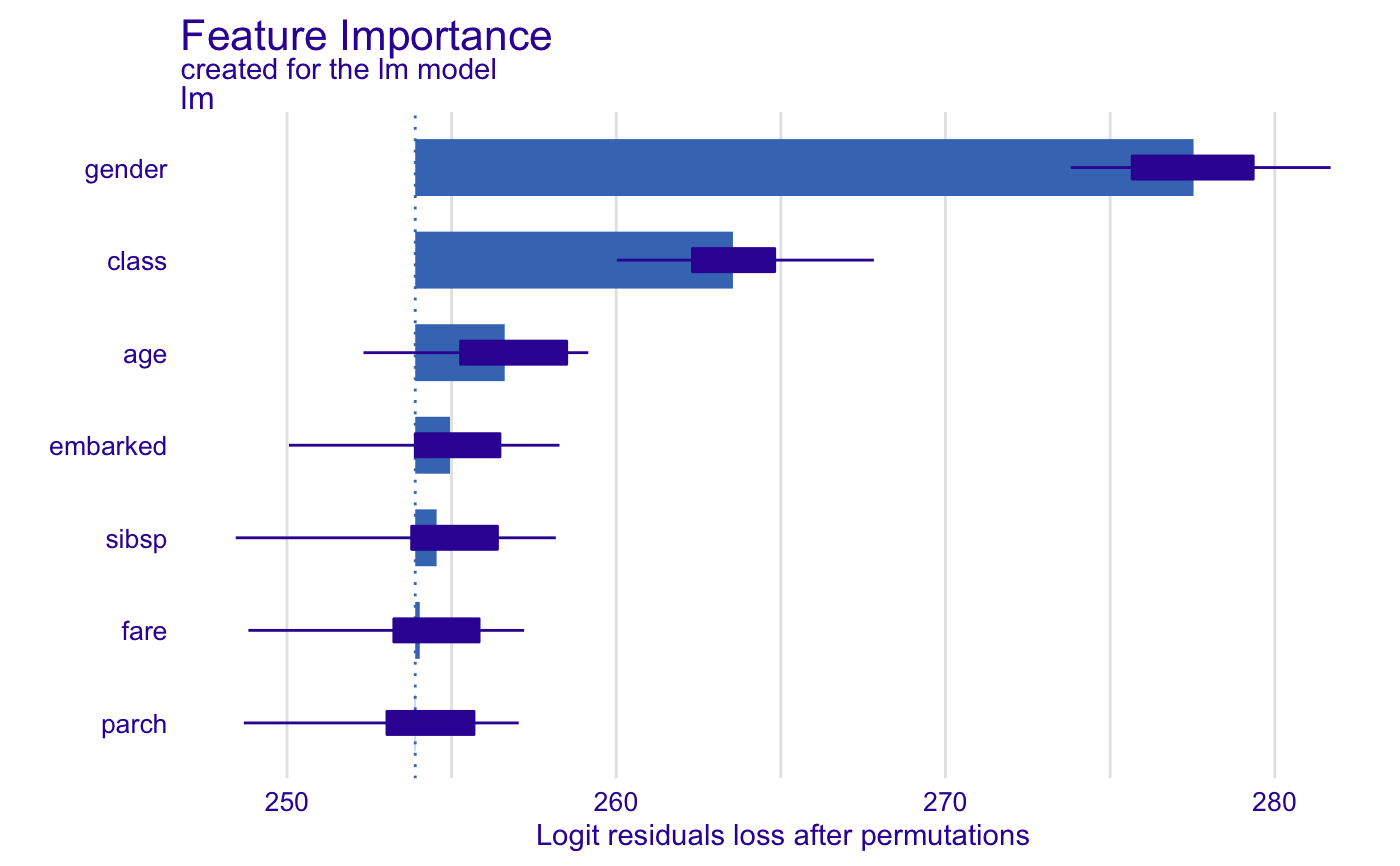 Feature Importance
created for the lm model
lm
gender
class
age
embarked
sibsp
fare
parch
250 260 270 280
Logit residuals loss after permutations